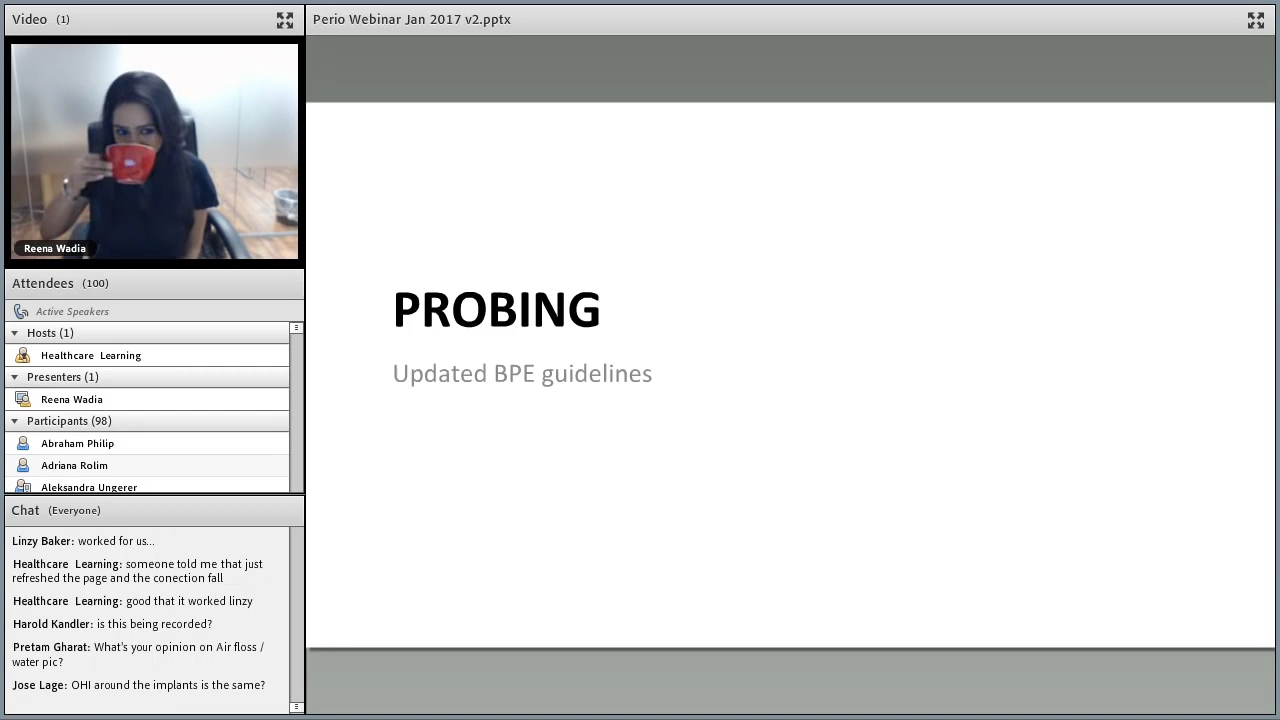 Video (1)
Perio Webinar Jan 2017 v2.pptx
Reena Wadia
Attendees (100)
Active Speakers
Hosts (1)
Healthcare  Learning
Presenters (1)
Reena Wadia
Participants (98)
Abraham Philip
Adriana Rolim
Aleksandra Ungerer
Chat (Everyone)
Linzy Baker: worked for us...
Healthcare  Learning: someone told me that just
refreshed the page and the conection fall
Healthcare  Learning: good that it worked linzy
Harold Kandler: is this being recorded?
Pretam Gharat: What's your opinion on Air floss /
water pic?
Jose Lage: OHI around the implants is the same?
PROBING
Updated BPE guidelines